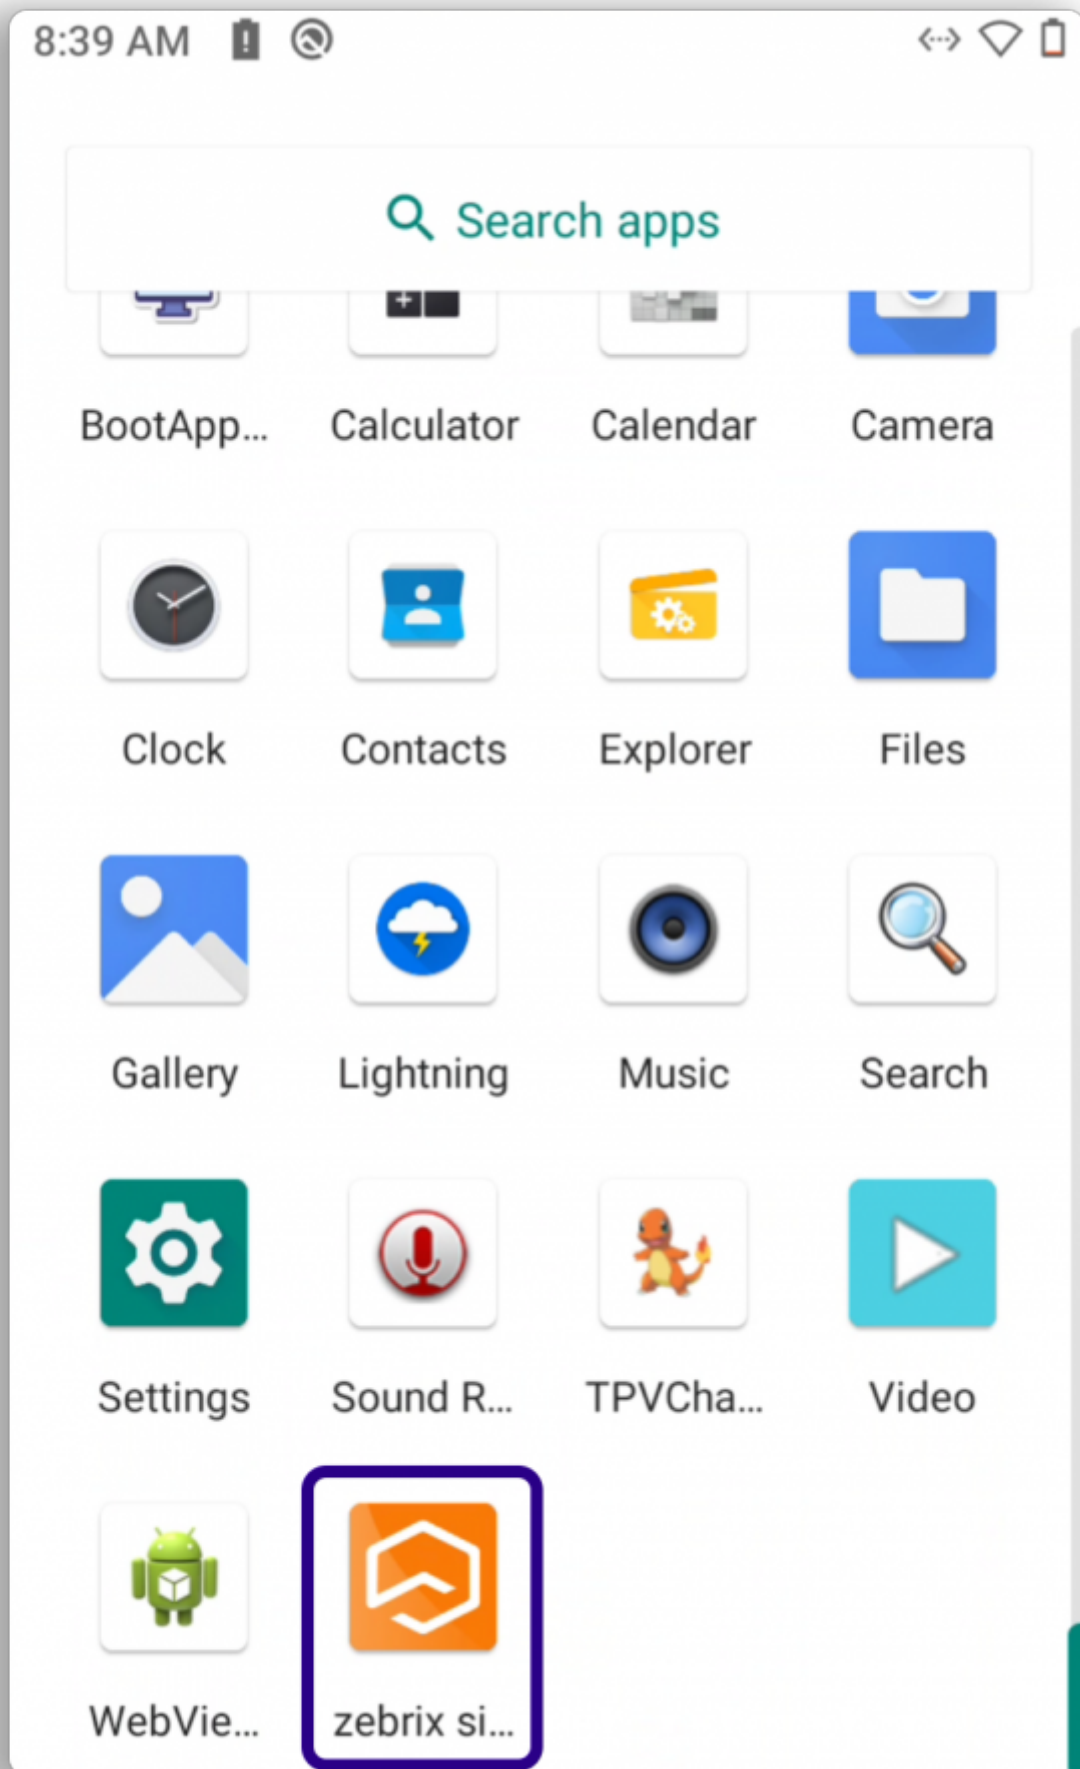 8:39 AM
Search apps
BootApp... Calculator Calendar Camera
Clock Contacts Explorer Files
Gallery Lightning Music Search
Settings Sound R... TPVCha... Video
WebVie... zebrix si...